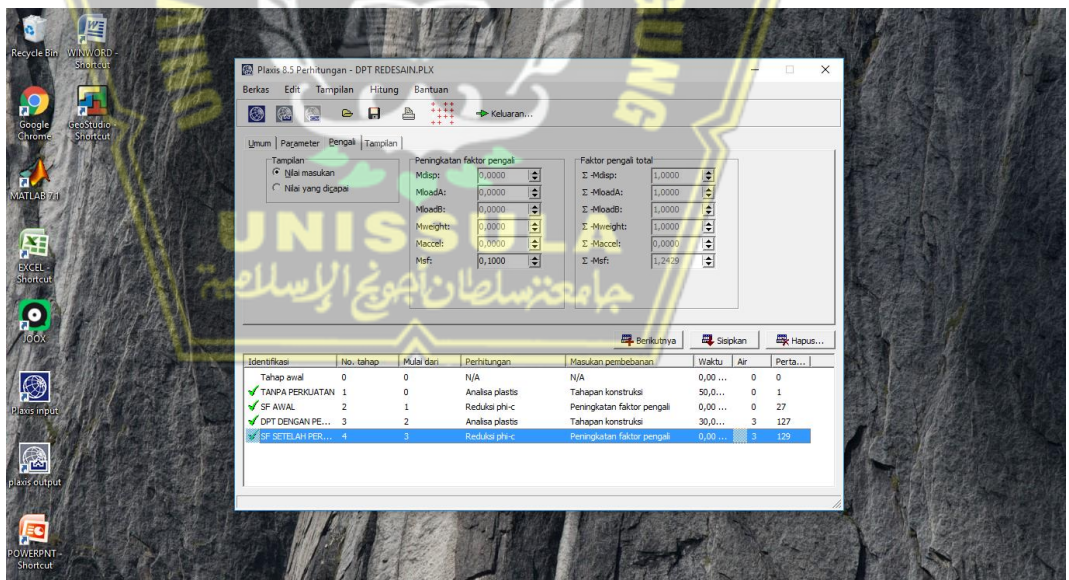 Recycle Bin
WINWORD - Shortcut
Google Chrome
GeoStudio - Shortcut
MATLAB 7.1
EXCEL - Shortcut
JOOX
Plaxis input
plaxis output
POWERPNT - Shortcut
Plaxis 8.5 Perhitungan - DPT REDESAIN.PLX
Berkas Edit Tampilan Hitung Bantuan
Keluaran...
Umum Parameter Pengali Tampilan
Tampilan
Nilai masukan
Nilai yang dicapai
Peningkatan faktor pengali
Mdisp: 0,0000
MloadA: 0,0000
MloadB: 0,0000
Mweight: 0,0000
Maccel: 0,0000
Msf: 0,1000
Faktor pengali total
Σ -Mdisp: 1,0000
Σ -MloadA: 1,0000
Σ -MloadB: 1,0000
Σ -Mweight: 1,0000
Σ -Maccel: 0,0000
Σ -Msf: 1,2429
Berikutnya Sisipkan Hapus...
Identifikasi No. tahap Mulai dari Perhitungan Masukan pembebanan Waktu Air Perta...
Tahap awal 0 0 N/A N/A 0,00 ... 0 0
TANPA PERKUATAN 1 0 Analisa plastis Tahapan konstruksi 50,0... 0 1
SF AWAL 2 1 Reduksi phi-c Peningkatan faktor pengali 0,00 ... 0 27
DPT DENGAN PE... 3 2 Analisa plastis Tahapan konstruksi 30,0... 3 127
SF SETELAH PER... 4 3 Reduksi phi-c Peningkatan faktor pengali 0,00 ... 3 129
UNISSULA
جامعنسلطان أجونج الإسلامية